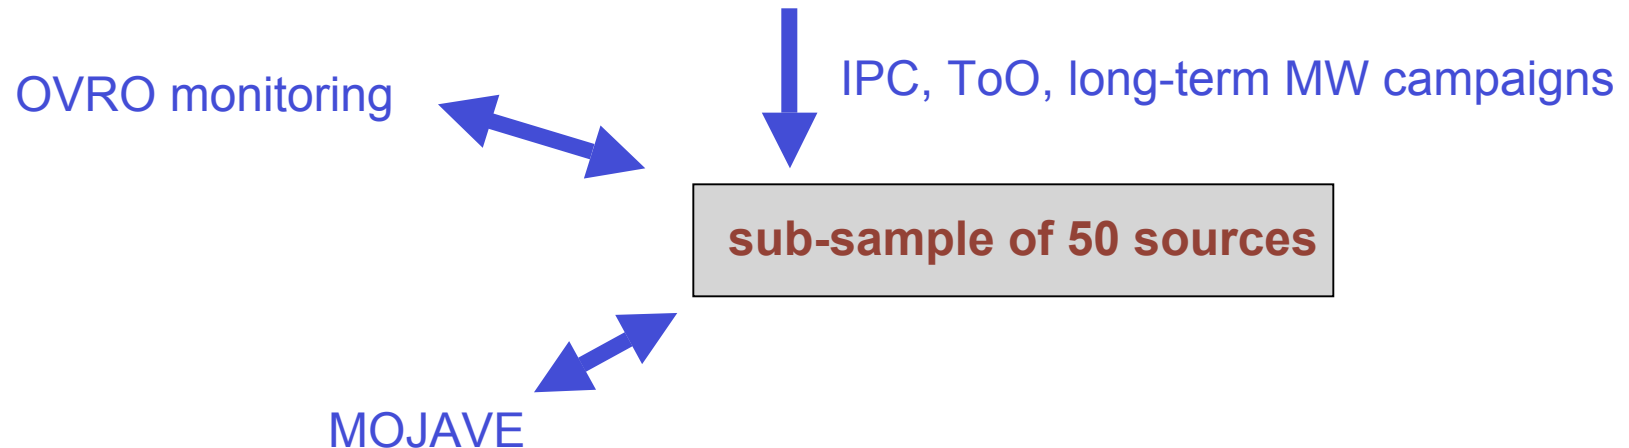 IPC, ToO, long-term MW campaigns
OVRO monitoring
sub-sample of 50 sources
MOJAVE